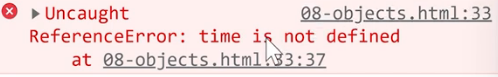 Uncaught 08-objects.html:33
ReferenceError: time is not defined
at 08-objects.html:33:37